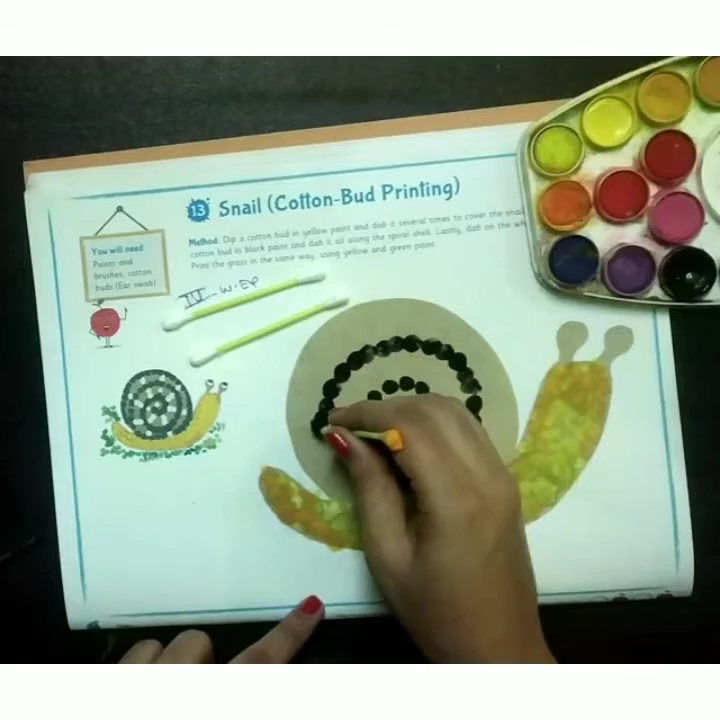 13 Snail (Cotton-Bud Printing)
Method: Dip a cotton bud in yellow paint and dab it several times to cover the snail
cotton bud in black paint and dab it all along the spiral shell. Lastly, dab on the wh
Print the grass in the same way, using yellow and green paint.
You will need
Paints and
brushes, cotton
buds (Ear swab)
IV - W.EP